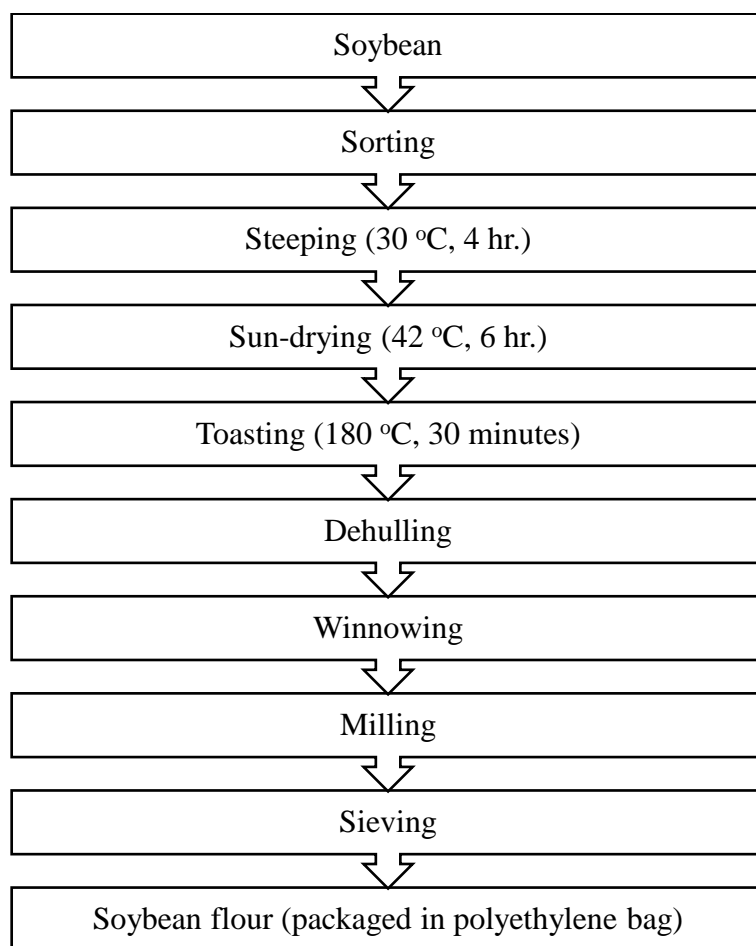 Soybean
Sorting
Steeping (30 °C, 4 hr.)
Sun-drying (42 °C, 6 hr.)
Toasting (180 °C, 30 minutes)
Dehulling
Winnowing
Milling
Sieving
Soybean flour (packaged in polyethylene bag)